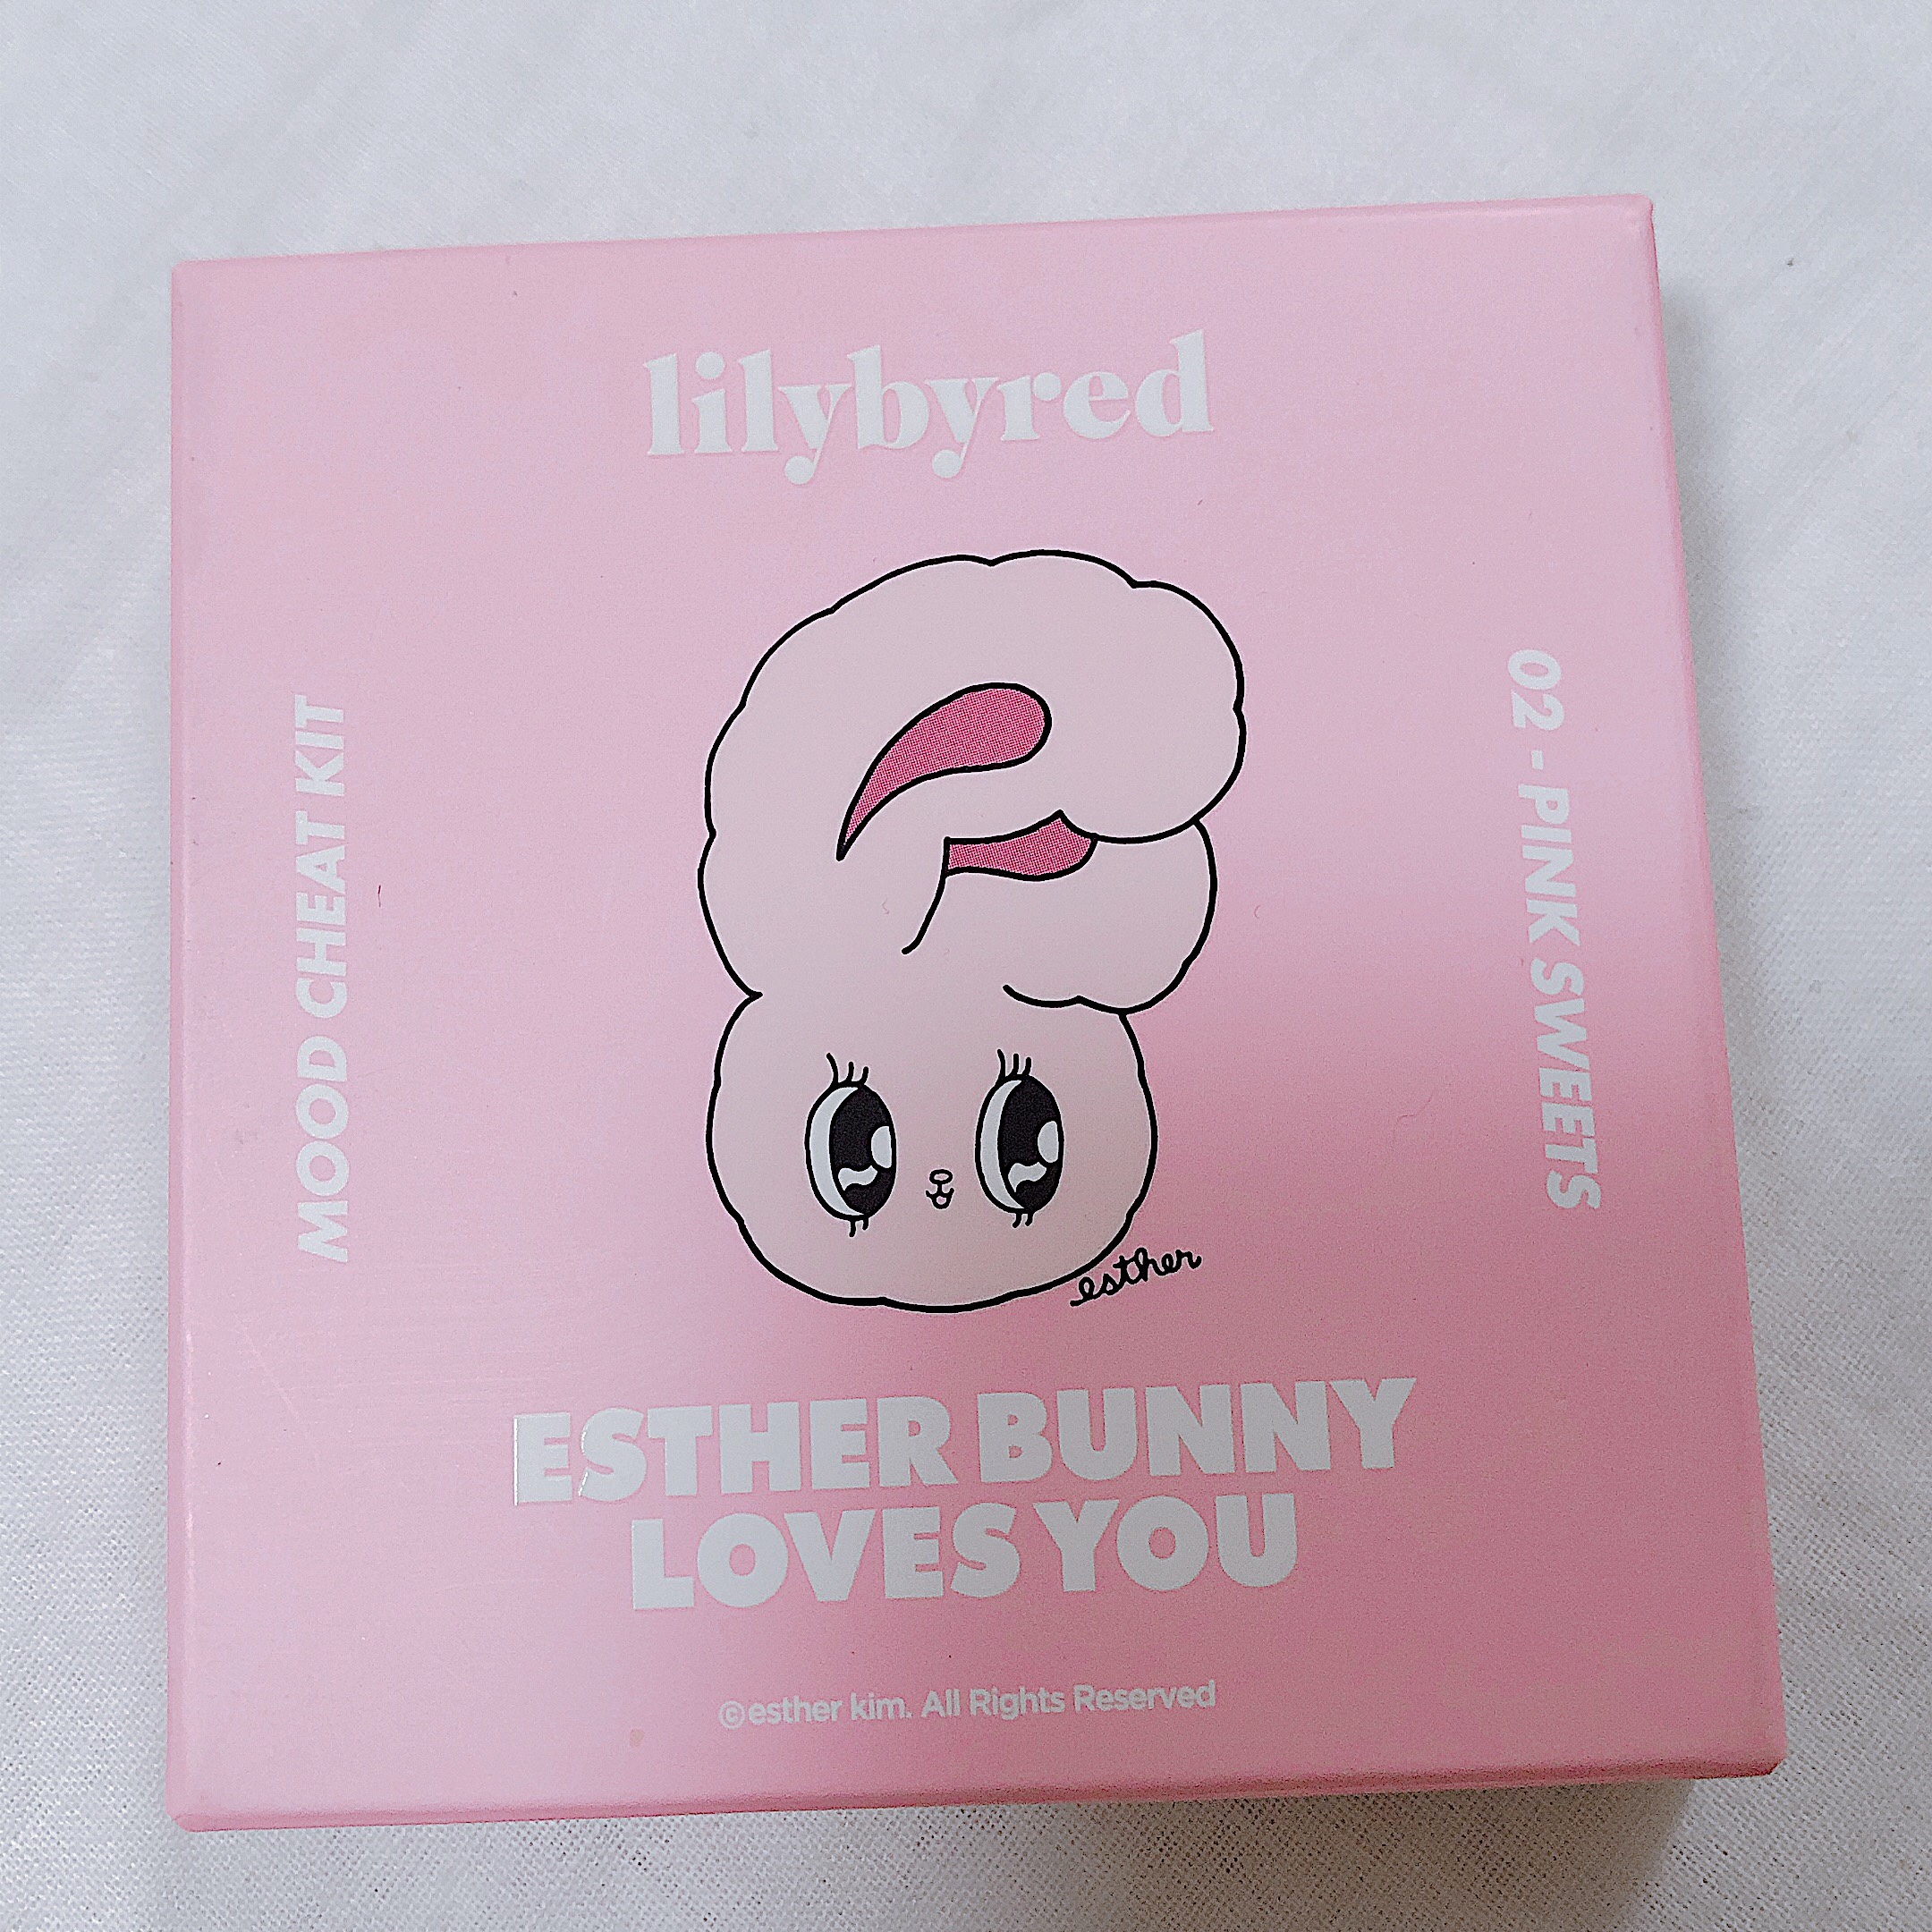 lilybyred
MOOD CHEAT KIT
02 - PINK SWEETS
esther
ESTHER BUNNY
LOVES YOU
©esther kim. All Rights Reserved